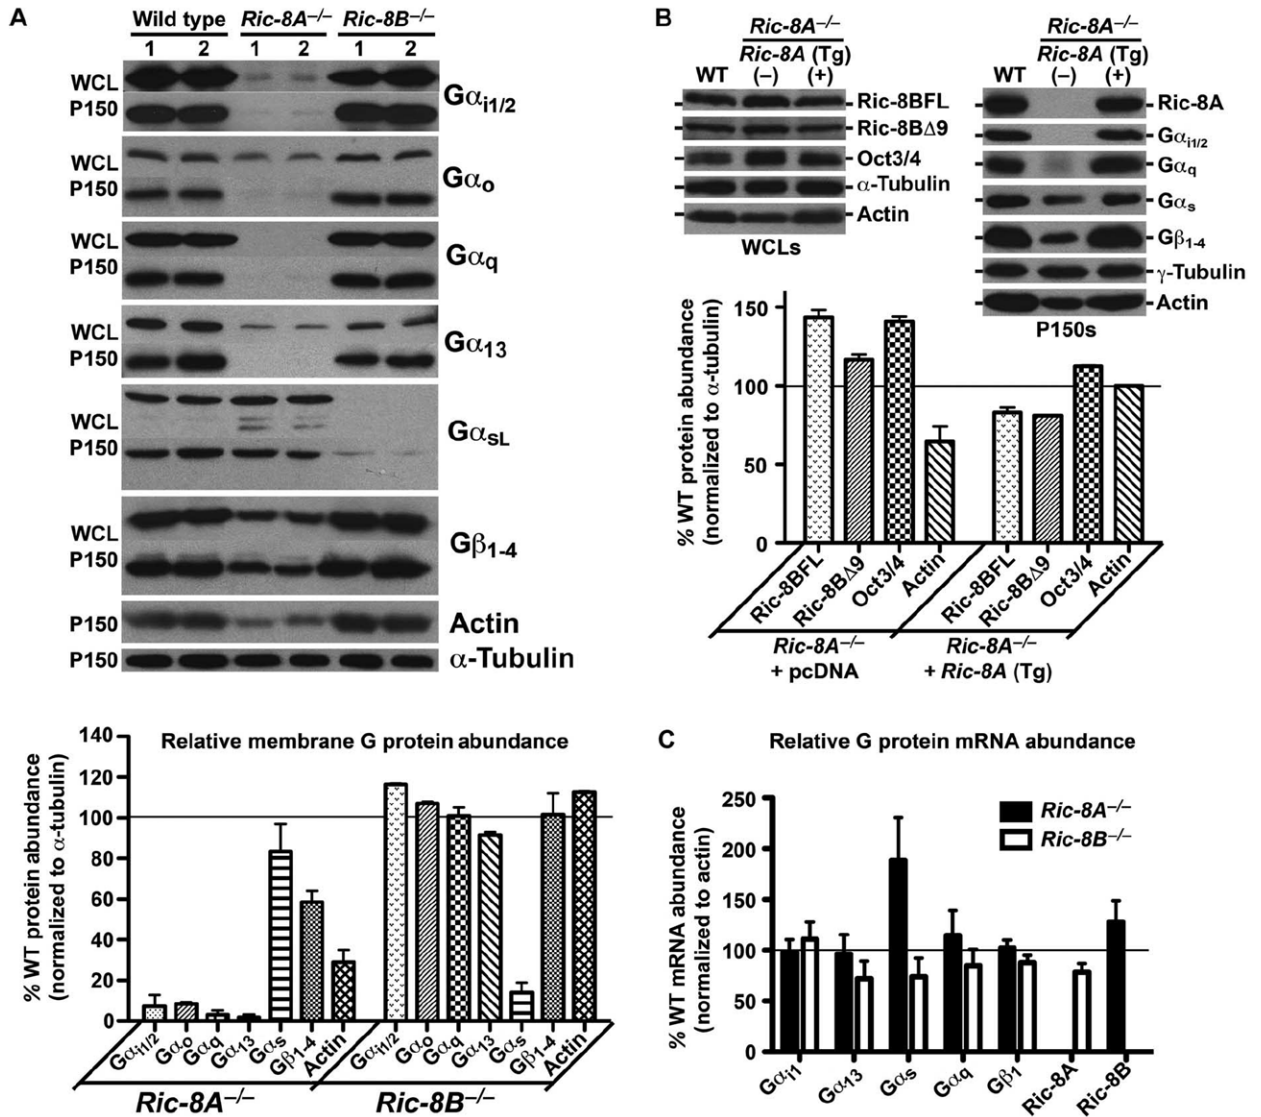 A
Wild type Ric-8A–/– Ric-8B–/–
1 2 1 2 1 2
WCL
P150
Gαi1/2
WCL
P150
Gαo
WCL
P150
Gαq
WCL
P150
Gα13
WCL
P150
GαsL
WCL
P150
Gβ1-4
P150
Actin
P150
α-Tubulin
Relative membrane G protein abundance
% WT protein abundance
(normalized to α-tubulin)
140
120
100
80
60
40
20
0
Gαi1/2 Gαo Gαq Gα13 Gαs Gβ1-4 Actin Gαi1/2 Gαo Gαq Gα13 Gαs Gβ1-4 Actin
Ric-8A–/– Ric-8B–/–
B
Ric-8A–/–
Ric-8A (Tg)
WT (–) (+)
Ric-8BFL
Ric-8BΔ9
Oct3/4
α-Tubulin
Actin
WCLs
Ric-8A–/–
Ric-8A (Tg)
WT (–) (+)
Ric-8A
Gαi1/2
Gαq
Gαs
Gβ1-4
γ-Tubulin
Actin
P150s
% WT protein abundance
(normalized to α-tubulin)
150
100
50
0
Ric-8BFL Ric-8BΔ9 Oct3/4 Actin Ric-8BFL Ric-8BΔ9 Oct3/4 Actin
Ric-8A–/– Ric-8A–/–
+ pcDNA + Ric-8A (Tg)
C
Relative G protein mRNA abundance
% WT mRNA abundance
(normalized to actin)
250
200
150
100
50
0
Ric-8A–/–
Ric-8B–/–
Gαi1 Gα13 Gαs Gαq Gβ1 Ric-8A Ric-8B